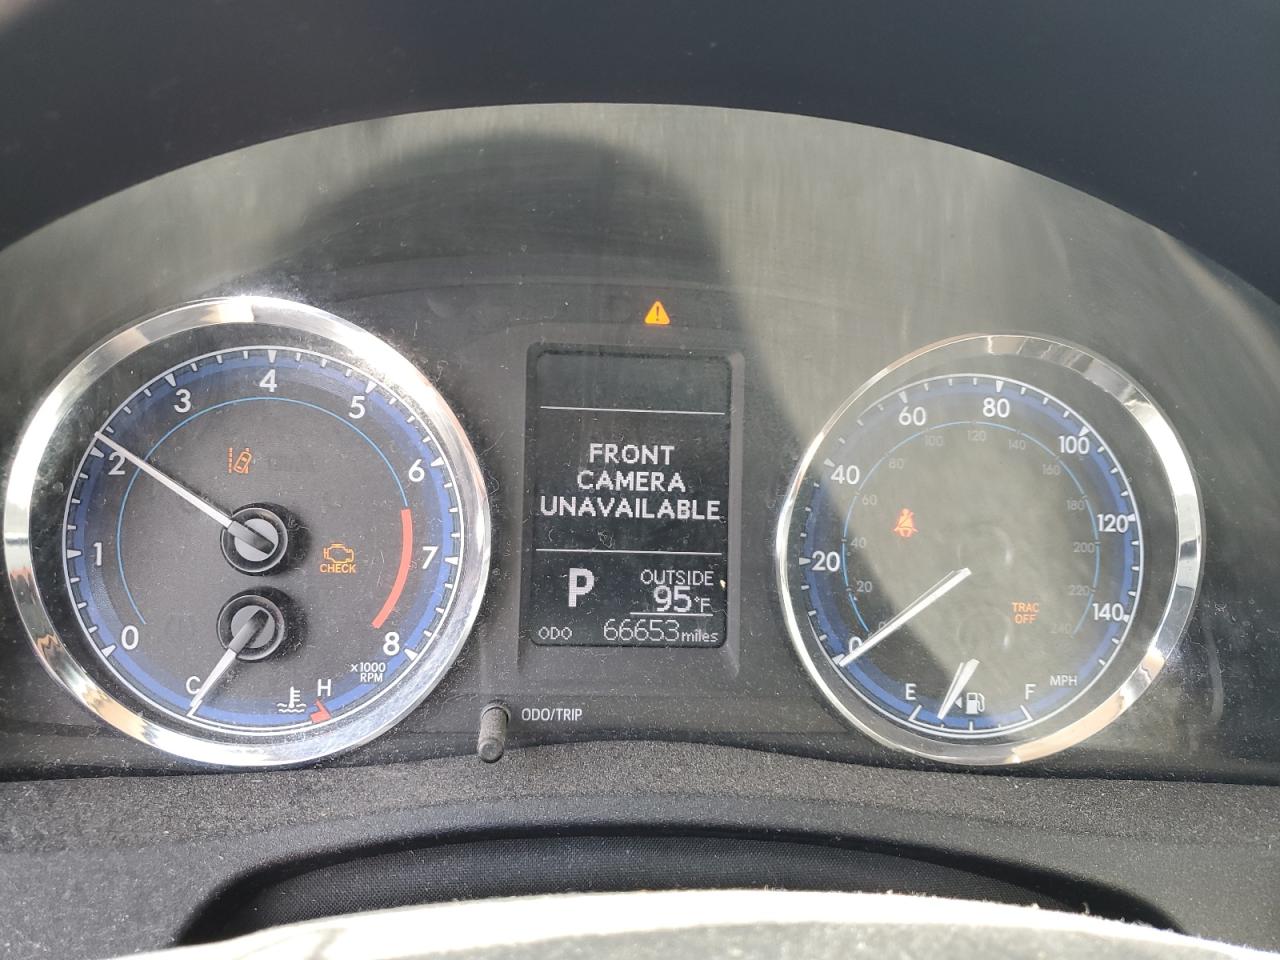 0
1
2
3
4
5
6
7
8
x1000
RPM
CHECK
C
H
FRONT
CAMERA
UNAVAILABLE
P
OUTSIDE
95°F
ODO 66653 miles
ODO/TRIP
0
20
40
60
80
100
120
140
20
40
60
80
100
120
140
160
180
200
220
240
TRAC
OFF
MPH
E
F